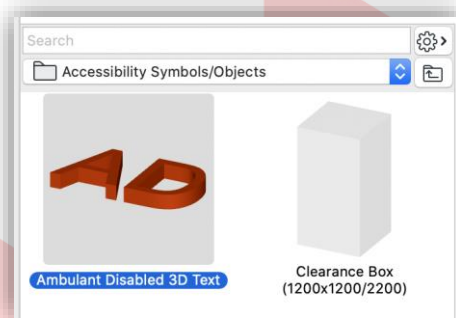 Search
Accessibility Symbols/Objects
AD
Ambulant Disabled 3D Text
Clearance Box
(1200x1200/2200)